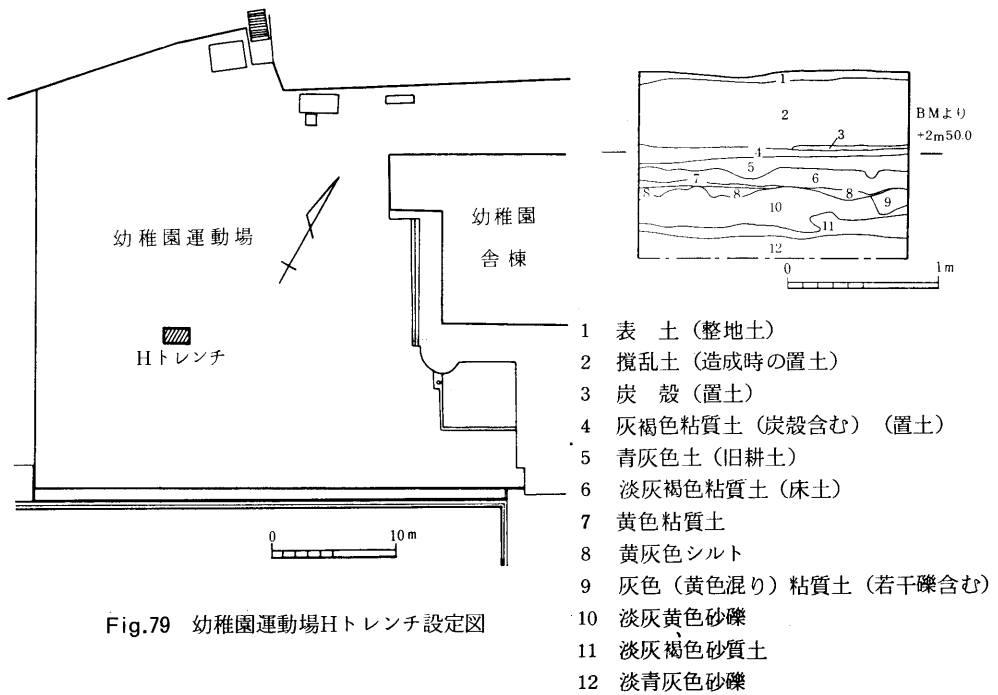 幼稚園運動場
幼稚園
舎棟
Hトレンチ
0 10m
Fig.79 幼稚園運動場Hトレンチ設定図
1
2
3
4
5
6
7
8
8
8
9
10
11
12
BMより
+2m50.0
0 1m
1 表 土(整地土)
2 攪乱土(造成時の置土)
3 炭 殻(置土)
4 灰褐色粘質土(炭殻含む)(置土)
5 青灰色土(旧耕土)
6 淡灰褐色粘質土(床土)
7 黄色粘質土
8 黄灰色シルト
9 灰色(黄色混り)粘質土(若干礫含む)
10 淡灰黄色砂礫
11 淡灰褐色砂質土
12 淡青灰色砂礫